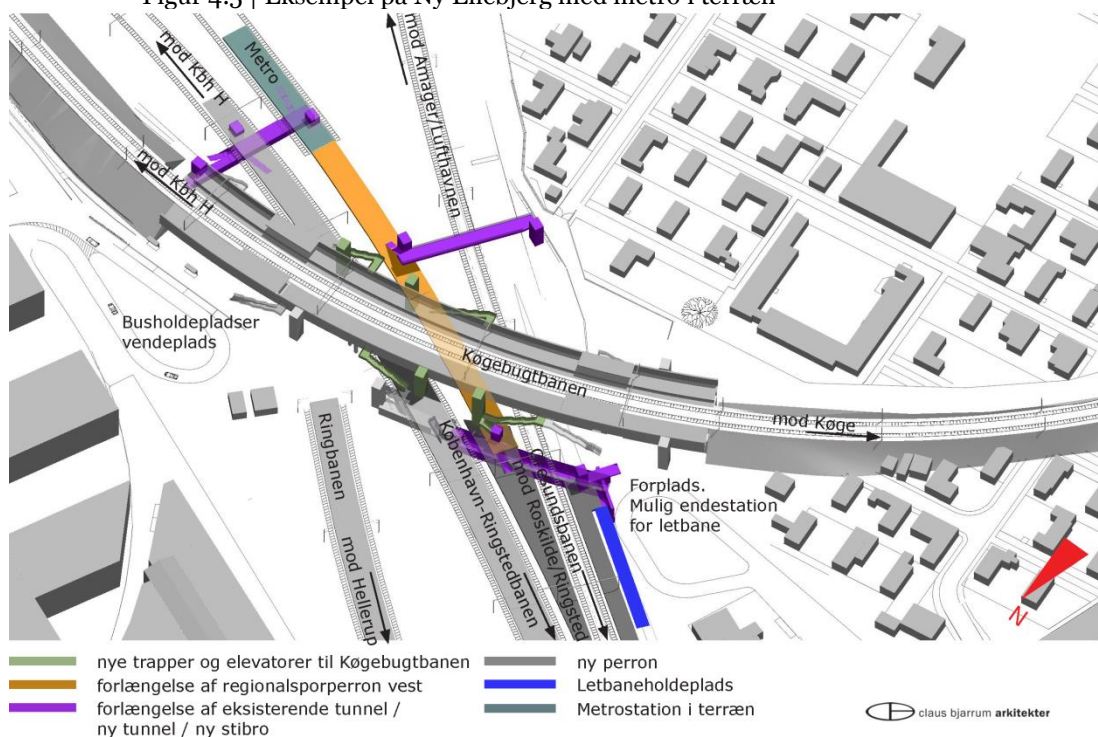 Figur 4.3 | Eksempel på Ny Ellebjerg med metro i terræn
mod Kbh H
Metro
mod Amager/Lufthavnen
mod Kbh H
Busholdepladser
vendeplads
Køgebugtbanen
mod Køge
Ringbanen
mod Hellerup
København-Ringstedbanen
mod Roskilde/Ringsted
Øresundsbanen
Forplads.
Mulig endestation
for letbane
N
nye trapper og elevatorer til Køgebugtbanen
forlængelse af regionalsporperron vest
forlængelse af eksisterende tunnel /
ny tunnel / ny stibro
ny perron
Letbaneholdeplads
Metrostation i terræn
claus bjarrum arkitekter